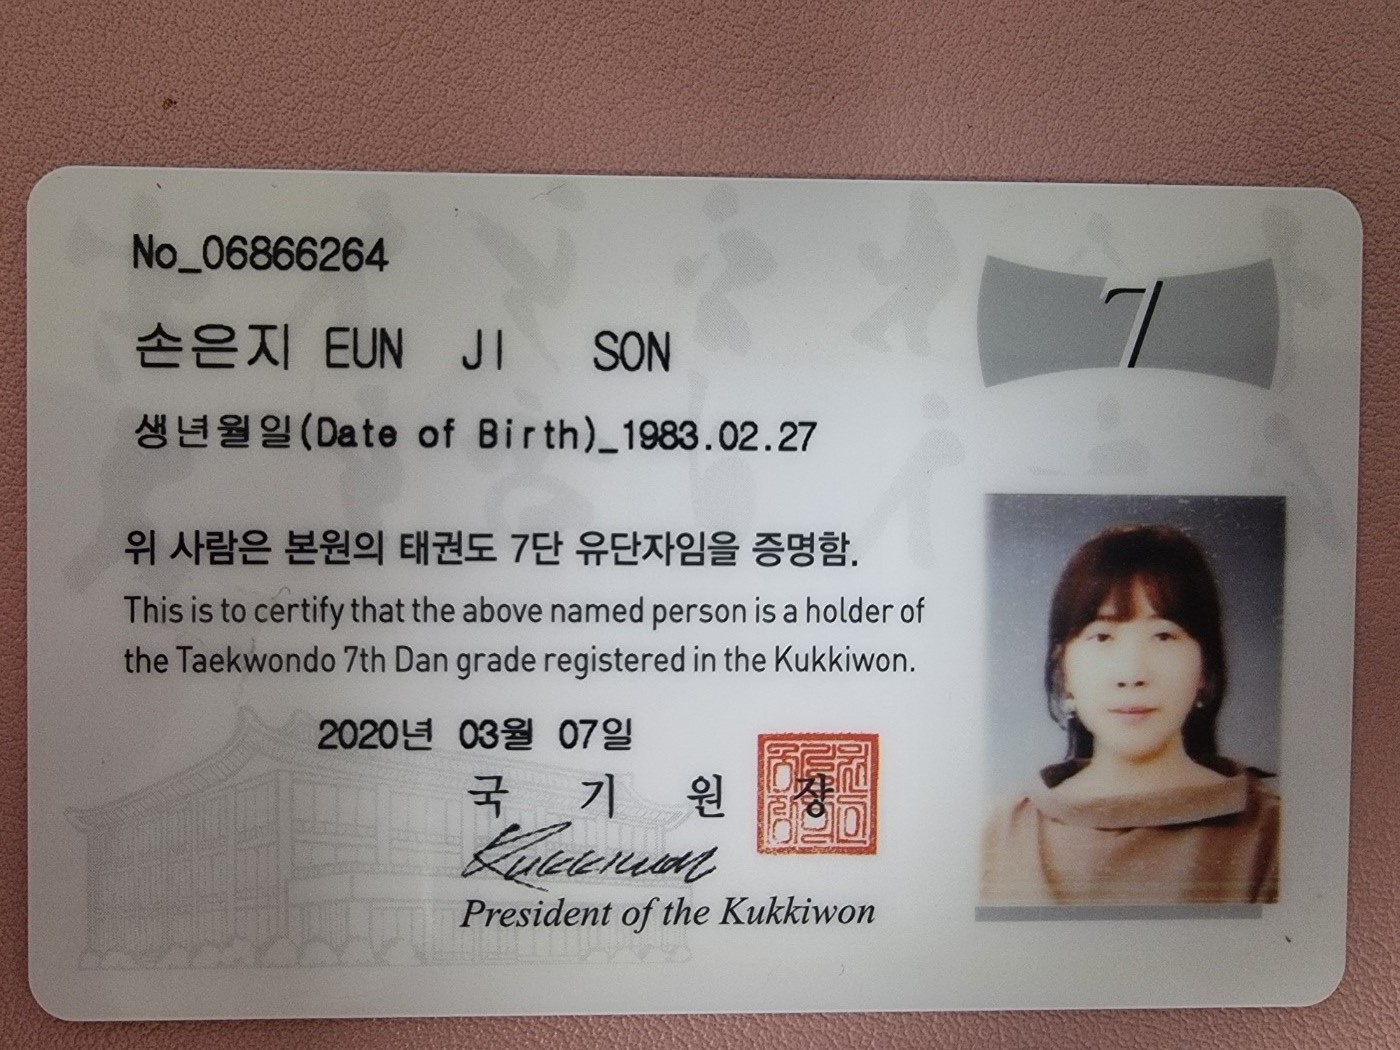 No_06866264
7
손은지 EUN JI SON
생년월일(Date of Birth)_1983.02.27
위 사람은 본원의 태권도 7단 유단자임을 증명함.
This is to certify that the above named person is a holder of
the Taekwondo 7th Dan grade registered in the Kukkiwon.
2020년 03월 07일
국 기 원 장
Kukkiwon
President of the Kukkiwon